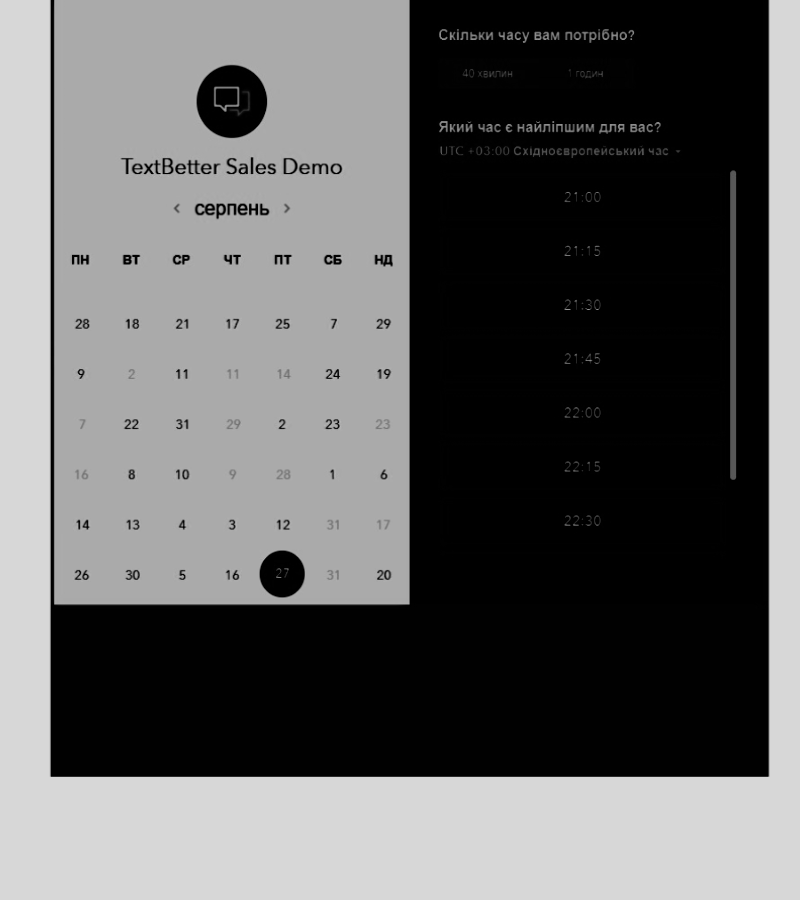 TextBetter Sales Demo
серпень
ПН ВТ СР ЧТ ПТ СБ НД
28 18 21 17 25 7 29
9 2 11 11 14 24 19
7 22 31 29 2 23 23
16 8 10 9 28 1 6
14 13 4 3 12 31 17
26 30 5 16 27 31 20
Скільки часу вам потрібно?
40 хвилин 1 годин
Який час є найліпшим для вас?
UTC +03:00 Східноєвропейський час
21:00
21:15
21:30
21:45
22:00
22:15
22:30